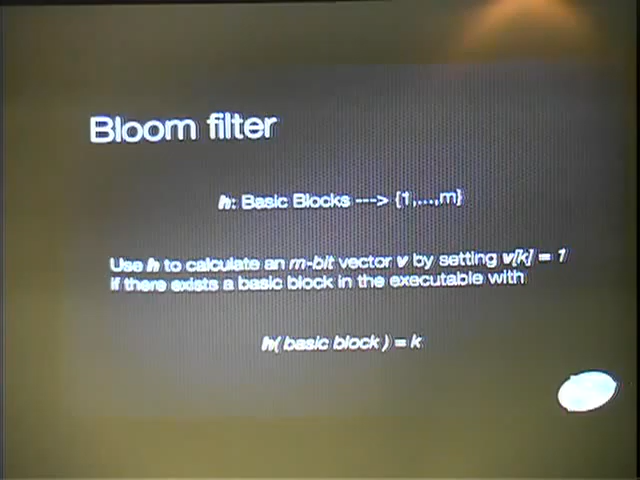 Bloom filter
h: Basic Blocks ---> {1,...,m}
Use h to calculate an m-bit vector v by setting v[k] = 1
if there exists a basic block in the executable with
h( basic block ) = k